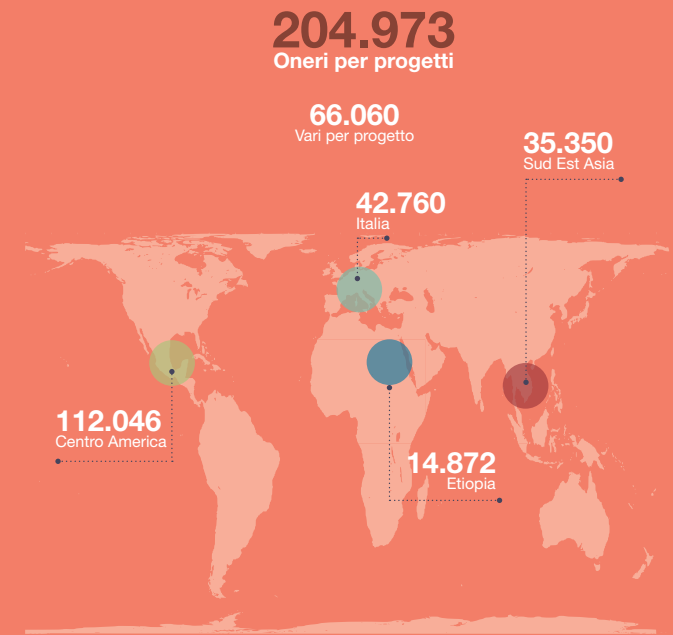 204.973
Oneri per progetti
66.060
Vari per progetto
35.350
Sud Est Asia
42.760
Italia
112.046
Centro America
14.872
Etiopia